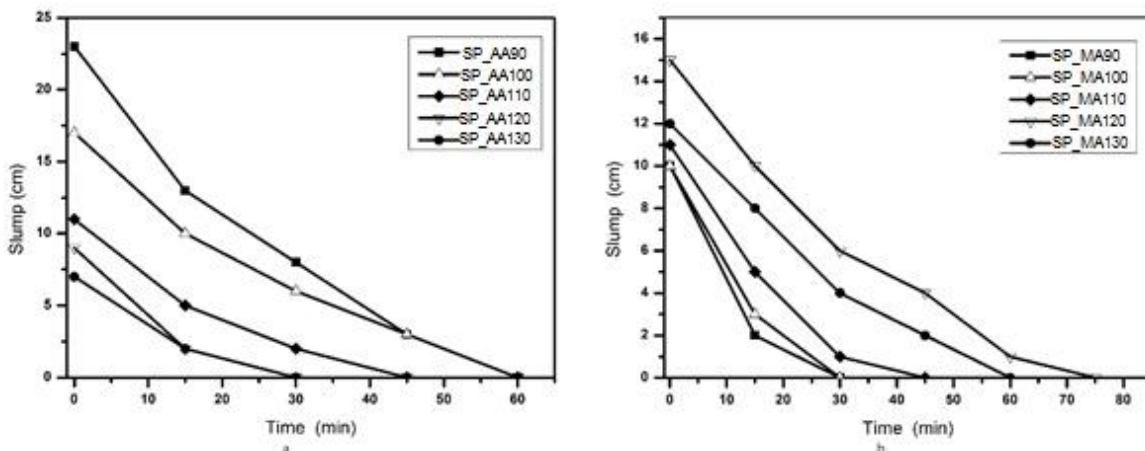 25
20
15
10
5
0
Slump (cm)
SP_AA90
SP_AA100
SP_AA110
SP_AA120
SP_AA130
0 10 20 30 40 50 60
Time (min)
a
16
14
12
10
8
6
4
2
0
Slump (cm)
SP_MA90
SP_MA100
SP_MA110
SP_MA120
SP_MA130
0 10 20 30 40 50 60 70 80
Time (min)
b